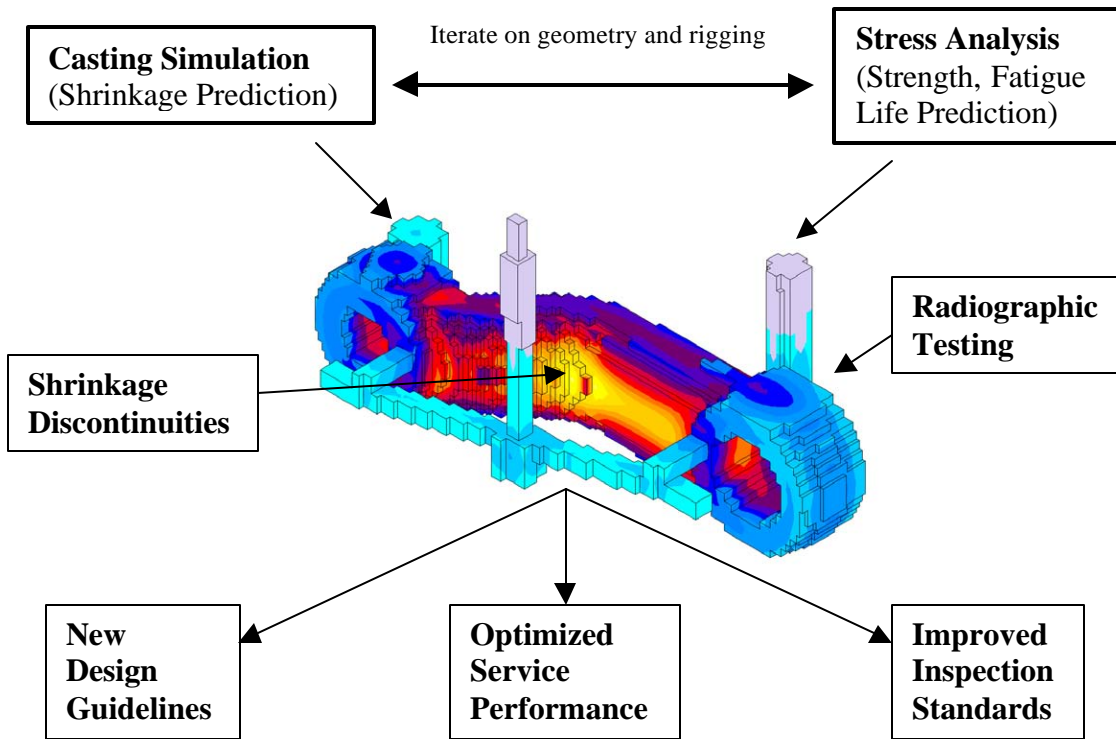 Casting Simulation
(Shrinkage Prediction)
Iterate on geometry and rigging
Stress Analysis
(Strength, Fatigue
Life Prediction)
Radiographic
Testing
Shrinkage
Discontinuities
New
Design
Guidelines
Optimized
Service
Performance
Improved
Inspection
Standards